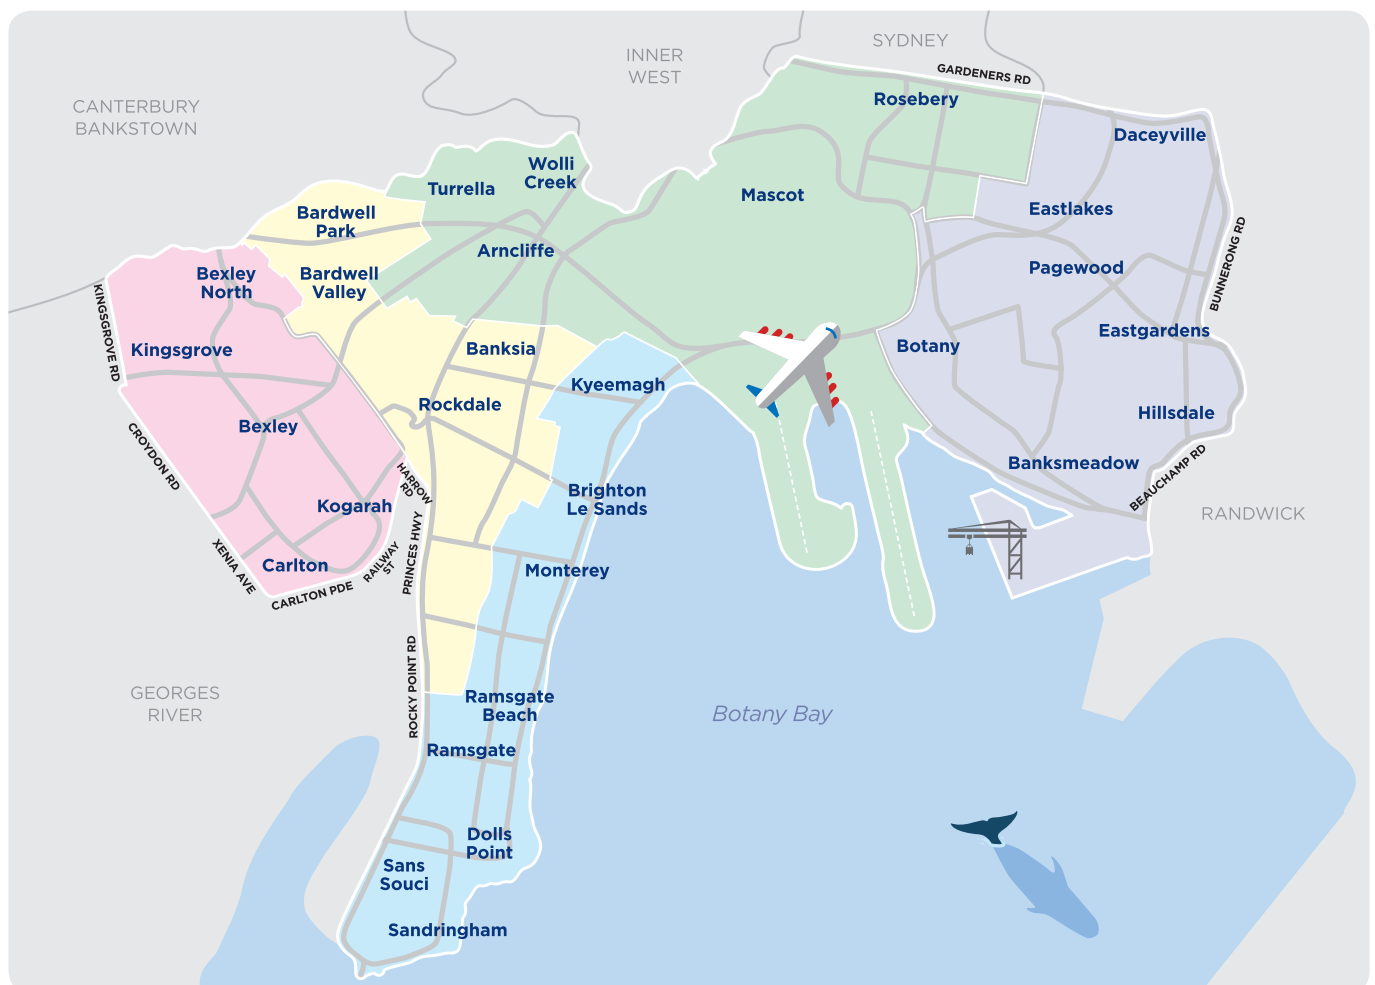 SYDNEY
INNER
WEST
GARDENERS RD
CANTERBURY
BANKSTOWN
Rosebery
Daceyville
Wolli
Creek
Turrella
Mascot
Bardwell
Park
Eastlakes
Arncliffe
BUNNERONG RD
Bexley
North
Bardwell
Valley
Pagewood
KINGSGROVE RD
Eastgardens
Kingsgrove
Banksia
Botany
Kyeemagh
Rockdale
Hillsdale
Bexley
CROYDON RD
Banksmeadow
BEAUCHAMP RD
HARROW
RD
Brighton
Le Sands
Kogarah
RANDWICK
PRINCES HWY
XENIA AVE
Carlton
RAILWAY
ST
Monterey
CARLTON PDE
ROCKY POINT RD
GEORGES
RIVER
Ramsgate
Beach
Botany Bay
Ramsgate
Dolls
Point
Sans
Souci
Sandringham